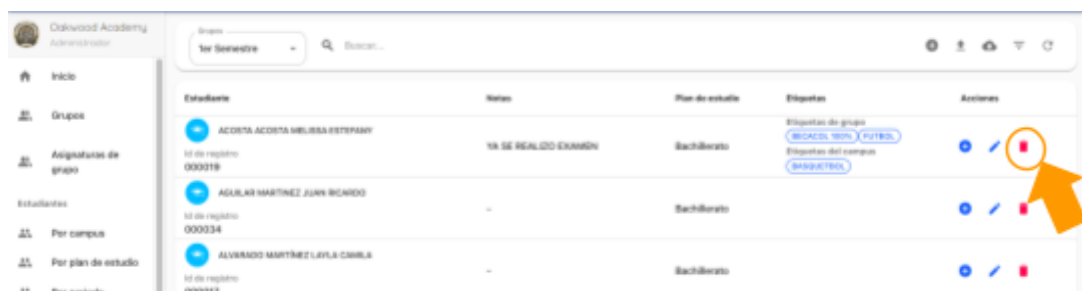 Oakwood Academy
Administrador
Inicio
Grupos
Asignaturas de
grupo
Estudiantes
Por campus
Por plan de estudio
Grupos
1er Semestre
Buscar...
Estudiante
Notas
Plan de estudio
Etiquetas
Acciones
ACOSTA ACOSTA MELISSA ESTEFANY
Id de registro
000019
YA SE REALIZO EXAMEN
Bachillerato
Etiquetas de grupo
BECACOL 100% FUTBOL
Etiquetas del campus
BASQUETBOL
AGUILAR MARTINEZ JUAN RICARDO
Id de registro
000034
-
Bachillerato
ALVARADO MARTÍNEZ LAYLA CAMILA
Id de registro
-
Bachillerato